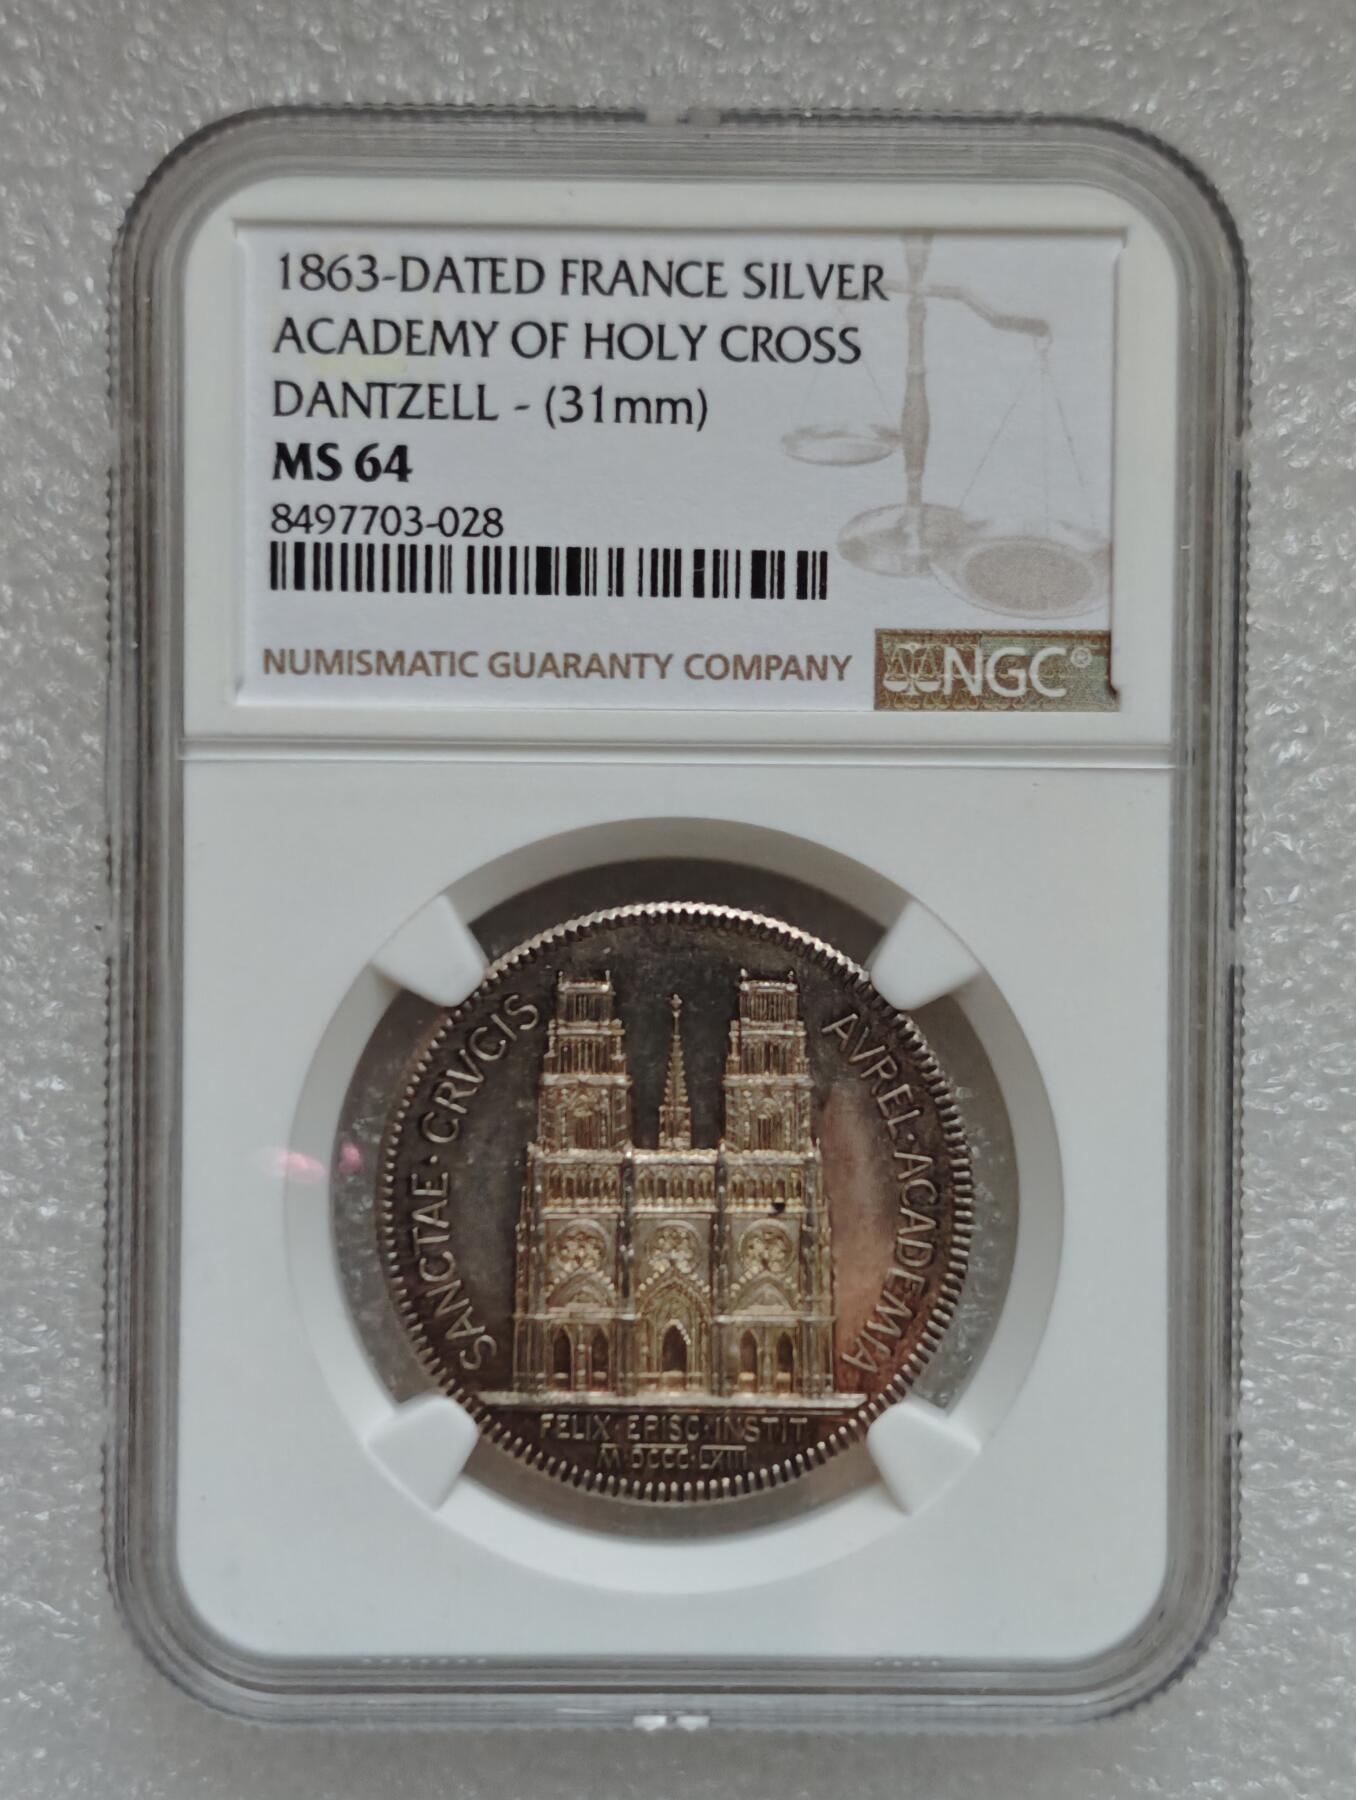 1863-DATED FRANCE SILVER
ACADEMY OF HOLY CROSS
DANTZELL - (31mm)
MS 64
8497703-028
NUMISMATIC GUARANTY COMPANY
NGC®
SANCTAE·CRVCIS
AVREL·ACADEMIA
FELIX·EPISC·INSTIT
M·DCCCC·LXIII